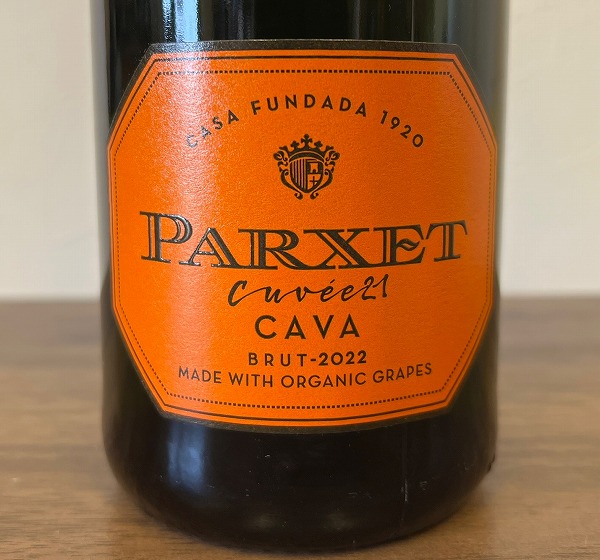 CASA FUNDADA 1920
PARXET
Cuvée21
CAVA
BRUT-2022
MADE WITH ORGANIC GRAPES